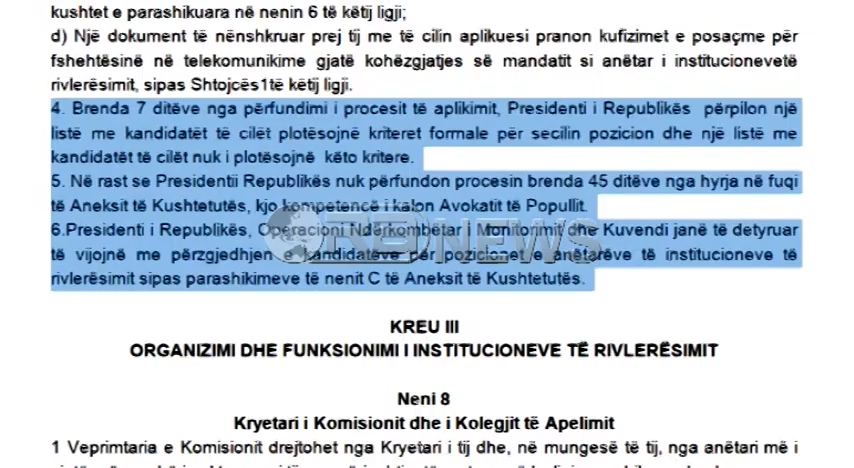 kushtet e parashikuara në nenin 6 të këtij ligji;
d) Një dokument të nënshkruar prej tij me të cilin aplikuesi pranon kufizimet e posaçme për
fshehtësinë në telekomunikime gjatë kohëzgjatjes së mandatit si anëtar i institucionevetë
rivlerësimit, sipas Shtojcës1të këtij ligji.
4. Brenda 7 ditëve nga përfundimi i procesit të aplikimit, Presidenti i Republikës përpilon një
listë me kandidatët të cilët plotësojnë kriteret formale për secilin pozicion dhe një listë me
kandidatët të cilët nuk i plotësojnë këto kritere.
5. Në rast se Presidentii Republikës nuk përfundon procesin brenda 45 ditëve nga hyrja në fuqi
të Aneksit të Kushtetutës, kjo kompetencë i kalon Avokatit të Popullit.
6.Presidenti i Republikës, Operacioni Ndërkombëtar i Monitorimit dhe Kuvendi janë të detyruar
të vijojnë me përzgjedhjen e kandidatëve për pozicionet e anëtarëve të institucioneve të
rivlerësimit sipas parashikimeve të nenit C të Aneksit të Kushtetutës.
NEWS
KREU III
ORGANIZIMI DHE FUNKSIONIMI I INSTITUCIONEVE TË RIVLERËSIMIT
Neni 8
Kryetari i Komisionit dhe i Kolegjit të Apelimit
1 Veprimtaria e Komisionit drejtohet nga Kryetari i tij dhe, në mungesë të tij, nga anëtari më i